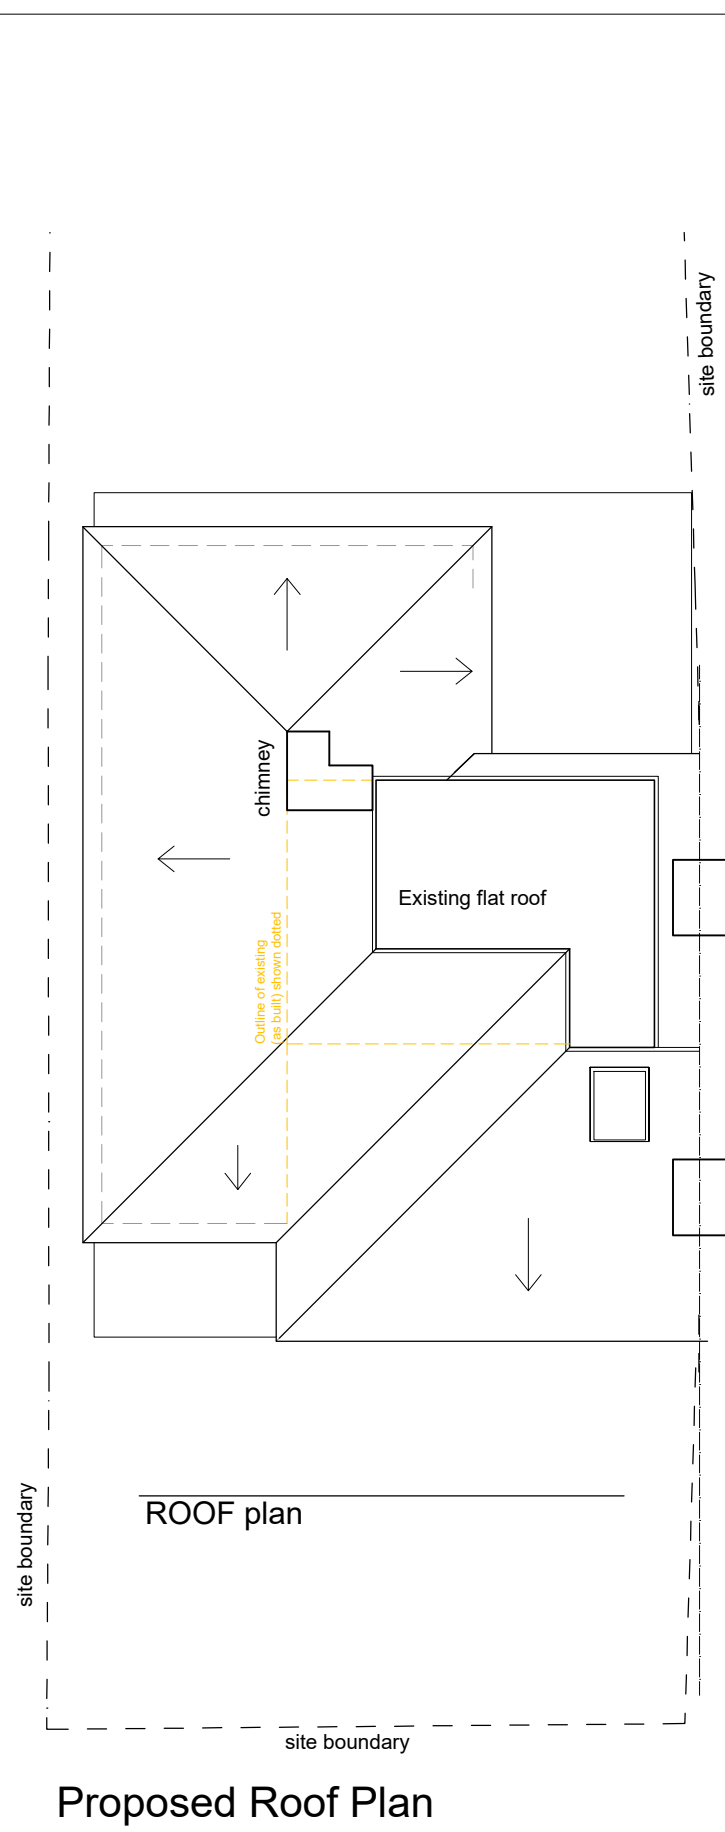 site boundary
chimney
Existing flat roof
Outline of existing
(as built) shown dotted
ROOF plan
site boundary
site boundary
Proposed Roof Plan